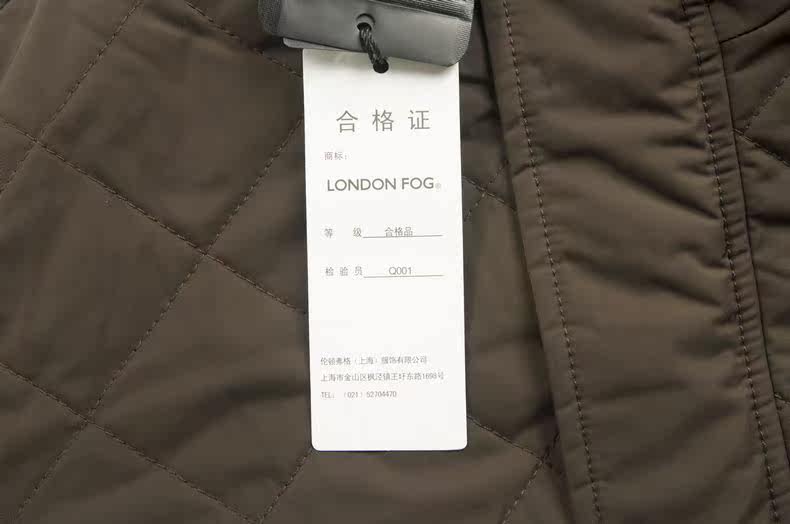 合格证
商标：
LONDON FOG®
等 级 合格品
检验员 Q001
伦顿弗格（上海）服饰有限公司
上海市金山区枫泾镇王圩东路1698号
TEL：（021）52704470